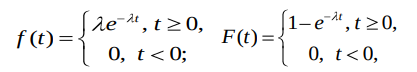 f(t) = { λe^{-λt}, t ≥ 0, 0, t < 0; F(t) = { 1-e^{-λt}, t ≥ 0, 0, t < 0,